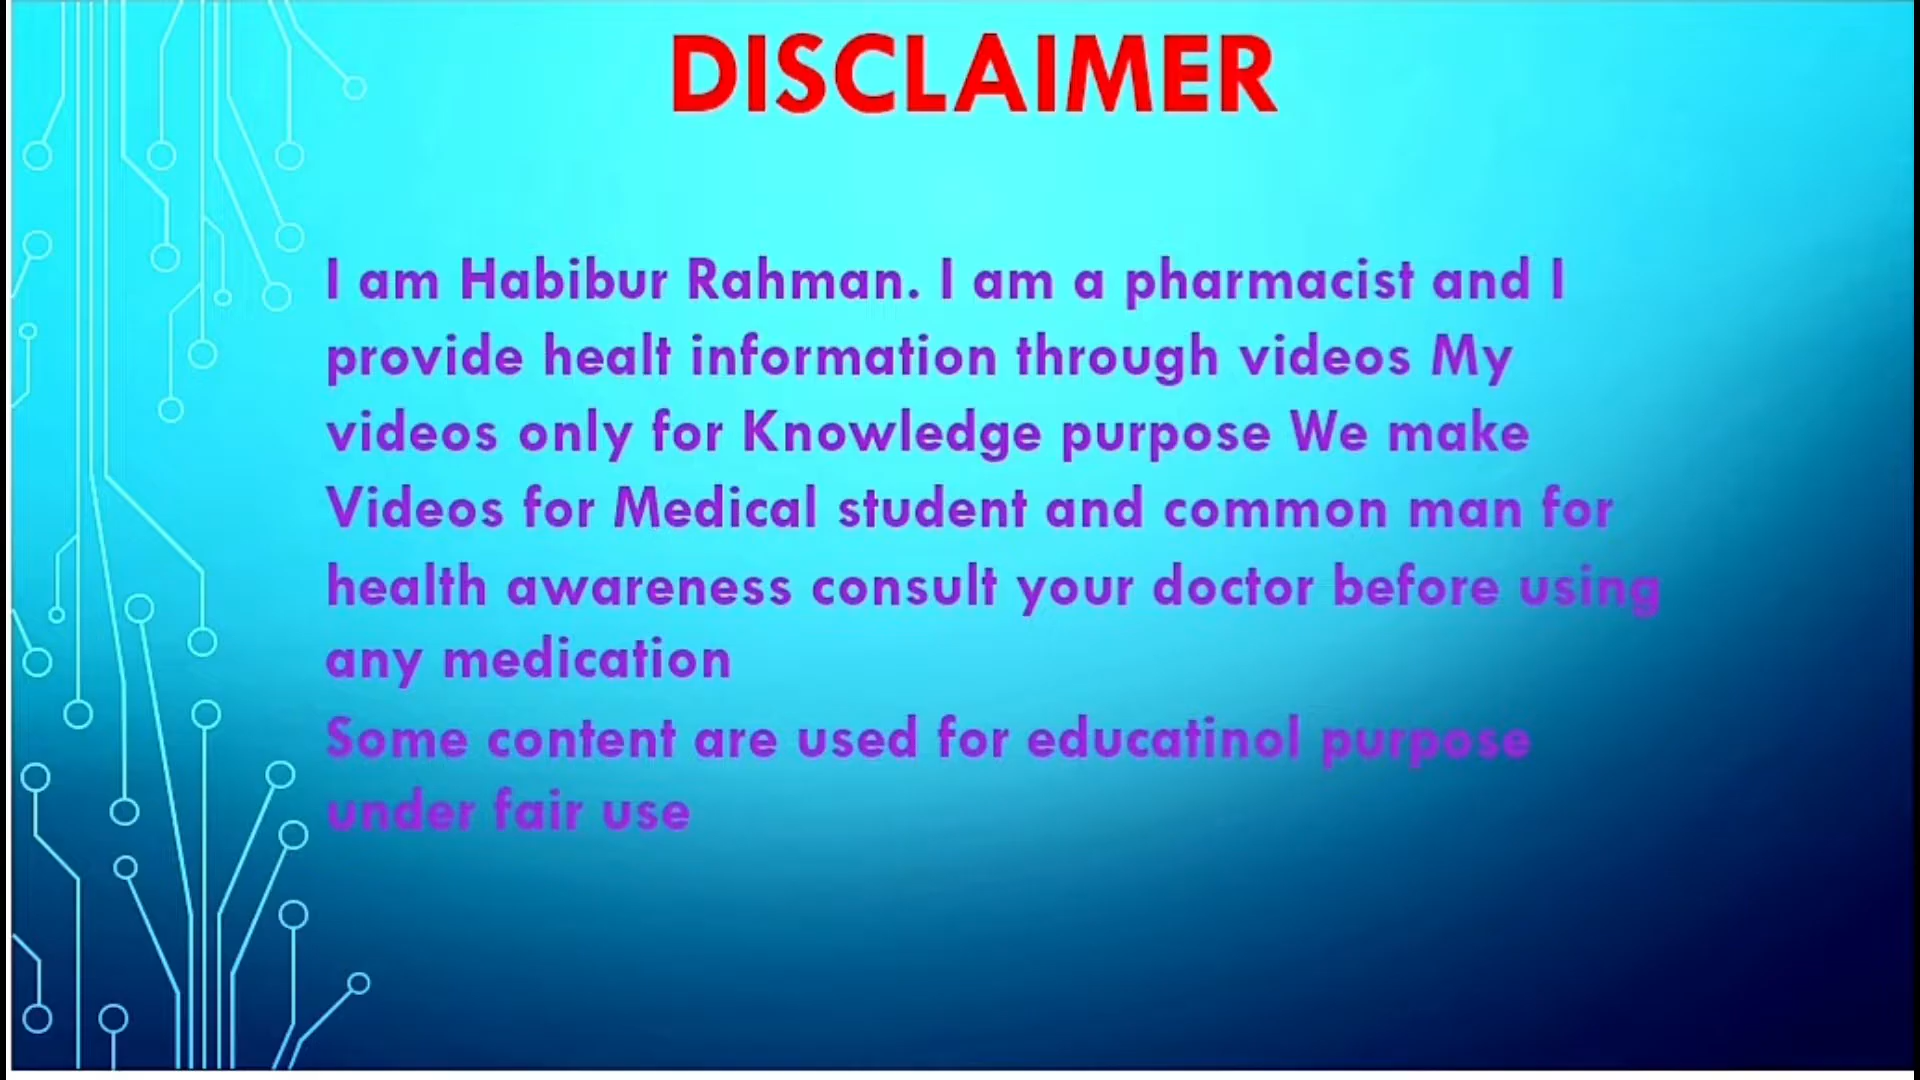 DISCLAIMER
I am Habibur Rahman. I am a pharmacist and I
provide healt information through videos My
videos only for Knowledge purpose We make
Videos for Medical student and common man for
health awareness consult your doctor before using
any medication
Some content are used for educatinol purpose
under fair use